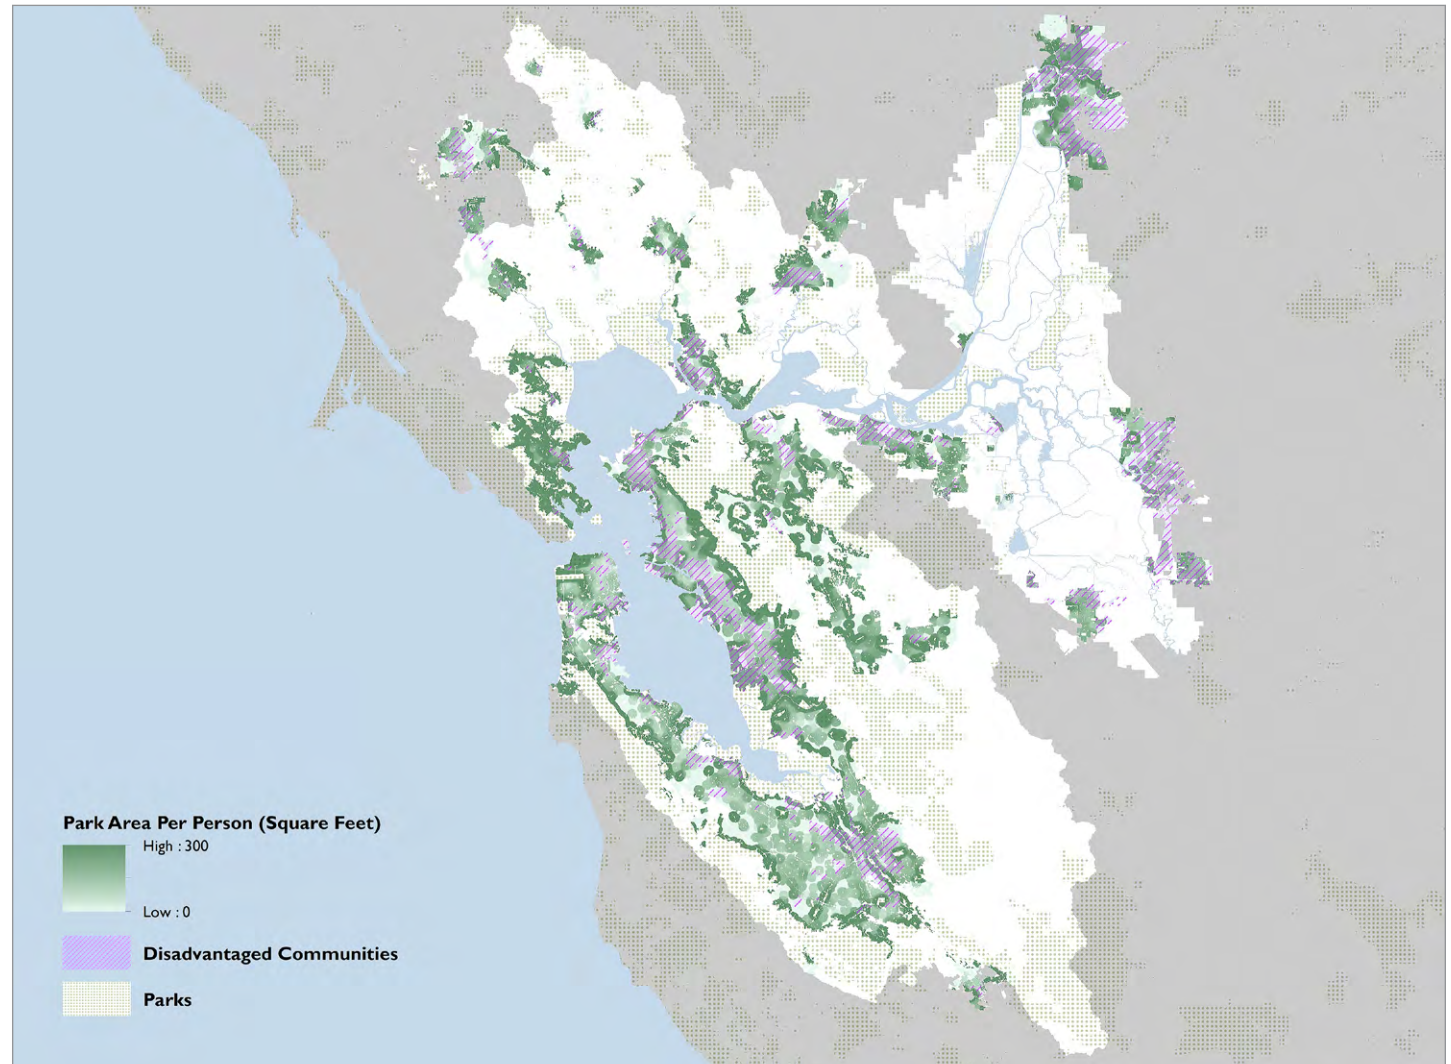 Park Area Per Person (Square Feet)
High : 300
Low : 0
Disadvantaged Communities
Parks